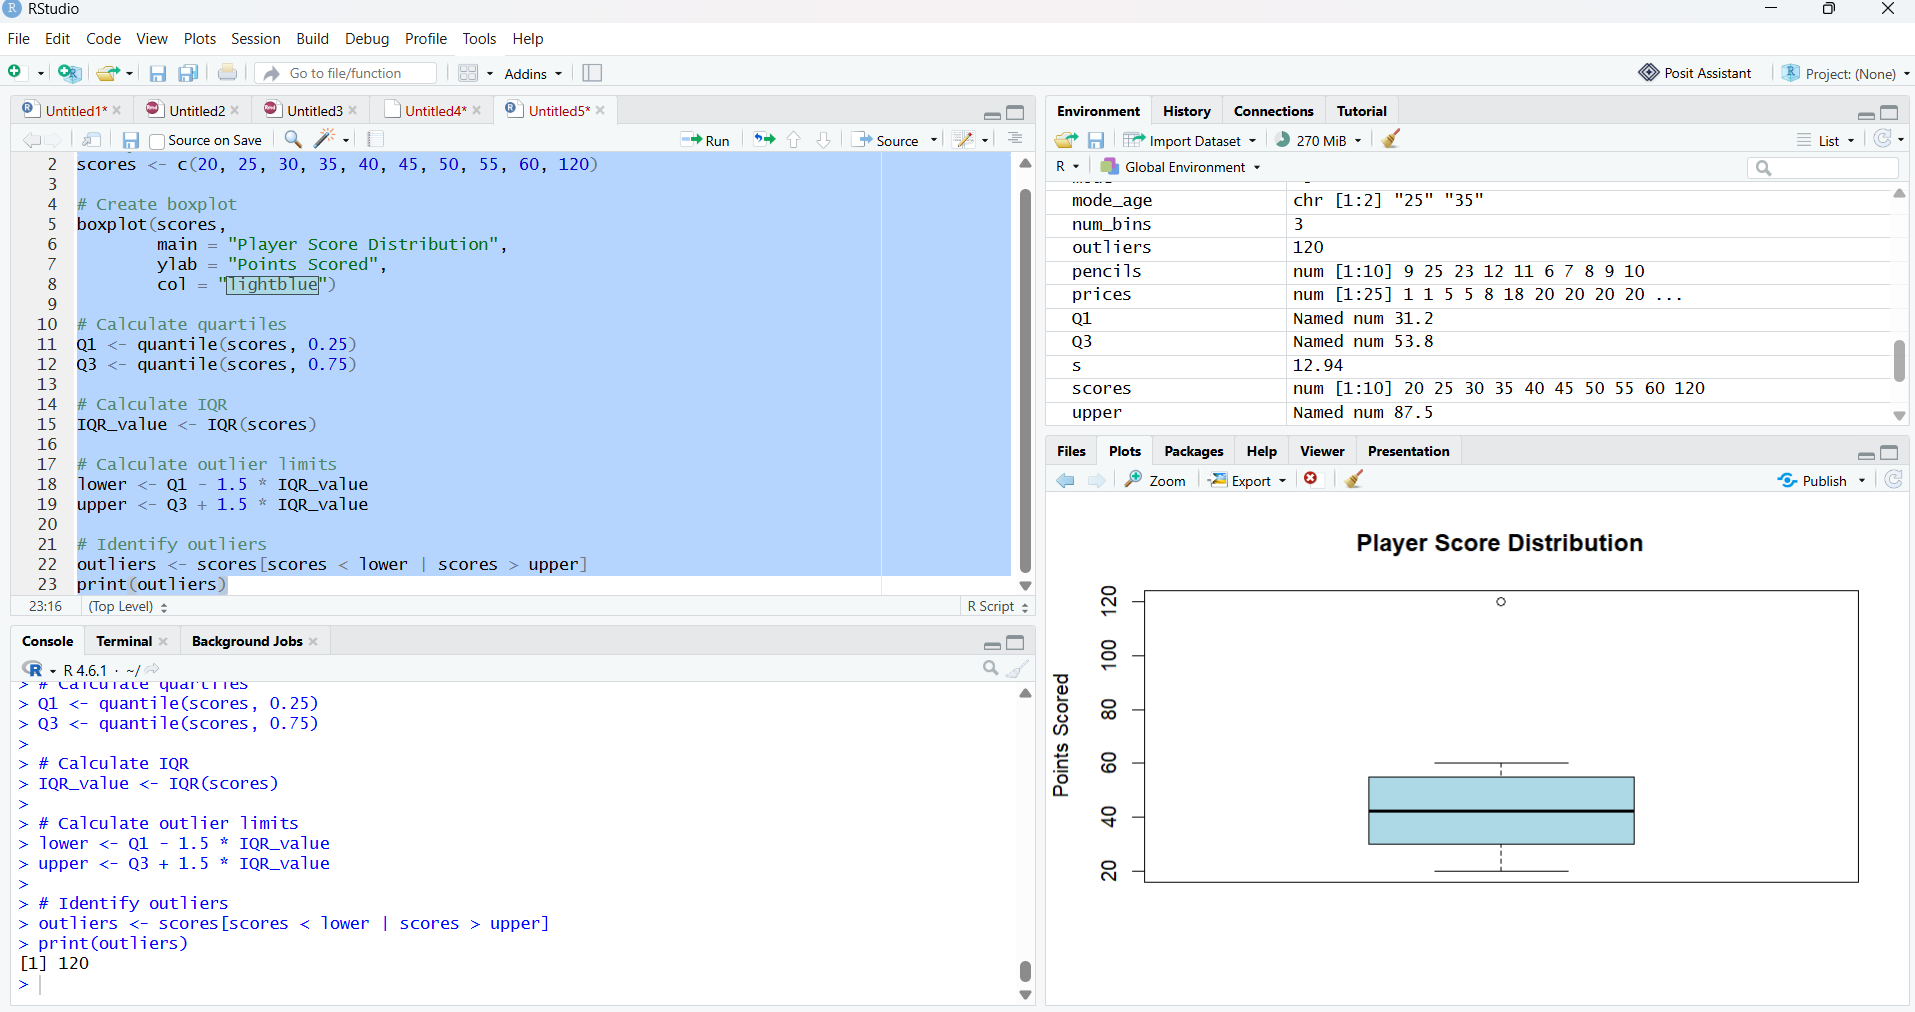 RStudio
File Edit Code View Plots Session Build Debug Profile Tools Help
Go to file/function Addins Posit Assistant Project: (None)
Untitled1* Untitled2 Untitled3 Untitled4* Untitled5*
Source on Save Run Source
2 scores <- c(20, 25, 30, 35, 40, 45, 50, 55, 60, 120)
3
4 # Create boxplot
5 boxplot(scores,
6 main = "Player Score Distribution",
7 ylab = "Points Scored",
8 col = "lightblue")
9
10 # Calculate quartiles
11 Q1 <- quantile(scores, 0.25)
12 Q3 <- quantile(scores, 0.75)
13
14 # Calculate IQR
15 IQR_value <- IQR(scores)
16
17 # Calculate outlier limits
18 lower <- Q1 - 1.5 * IQR_value
19 upper <- Q3 + 1.5 * IQR_value
20
21 # Identify outliers
22 outliers <- scores[scores < lower | scores > upper]
23 print(outliers)
23:16 (Top Level) R Script
Console Terminal Background Jobs
R 4.6.1 · ~/
> # Calculate quartiles
> Q1 <- quantile(scores, 0.25)
> Q3 <- quantile(scores, 0.75)
>
> # Calculate IQR
> IQR_value <- IQR(scores)
>
> # Calculate outlier limits
> lower <- Q1 - 1.5 * IQR_value
> upper <- Q3 + 1.5 * IQR_value
>
> # Identify outliers
> outliers <- scores[scores < lower | scores > upper]
> print(outliers)
[1] 120
>
Environment History Connections Tutorial
Import Dataset 270 MiB List
R Global Environment
mode_age chr [1:2] "25" "35"
num_bins 3
outliers 120
pencils num [1:10] 9 25 23 12 11 6 7 8 9 10
prices num [1:25] 1 1 5 5 8 18 20 20 20 20 ...
Q1 Named num 31.2
Q3 Named num 53.8
s 12.94
scores num [1:10] 20 25 30 35 40 45 50 55 60 120
upper Named num 87.5
Files Plots Packages Help Viewer Presentation
Zoom Export Publish
Player Score Distribution
Points Scored
120
100
80
60
40
20